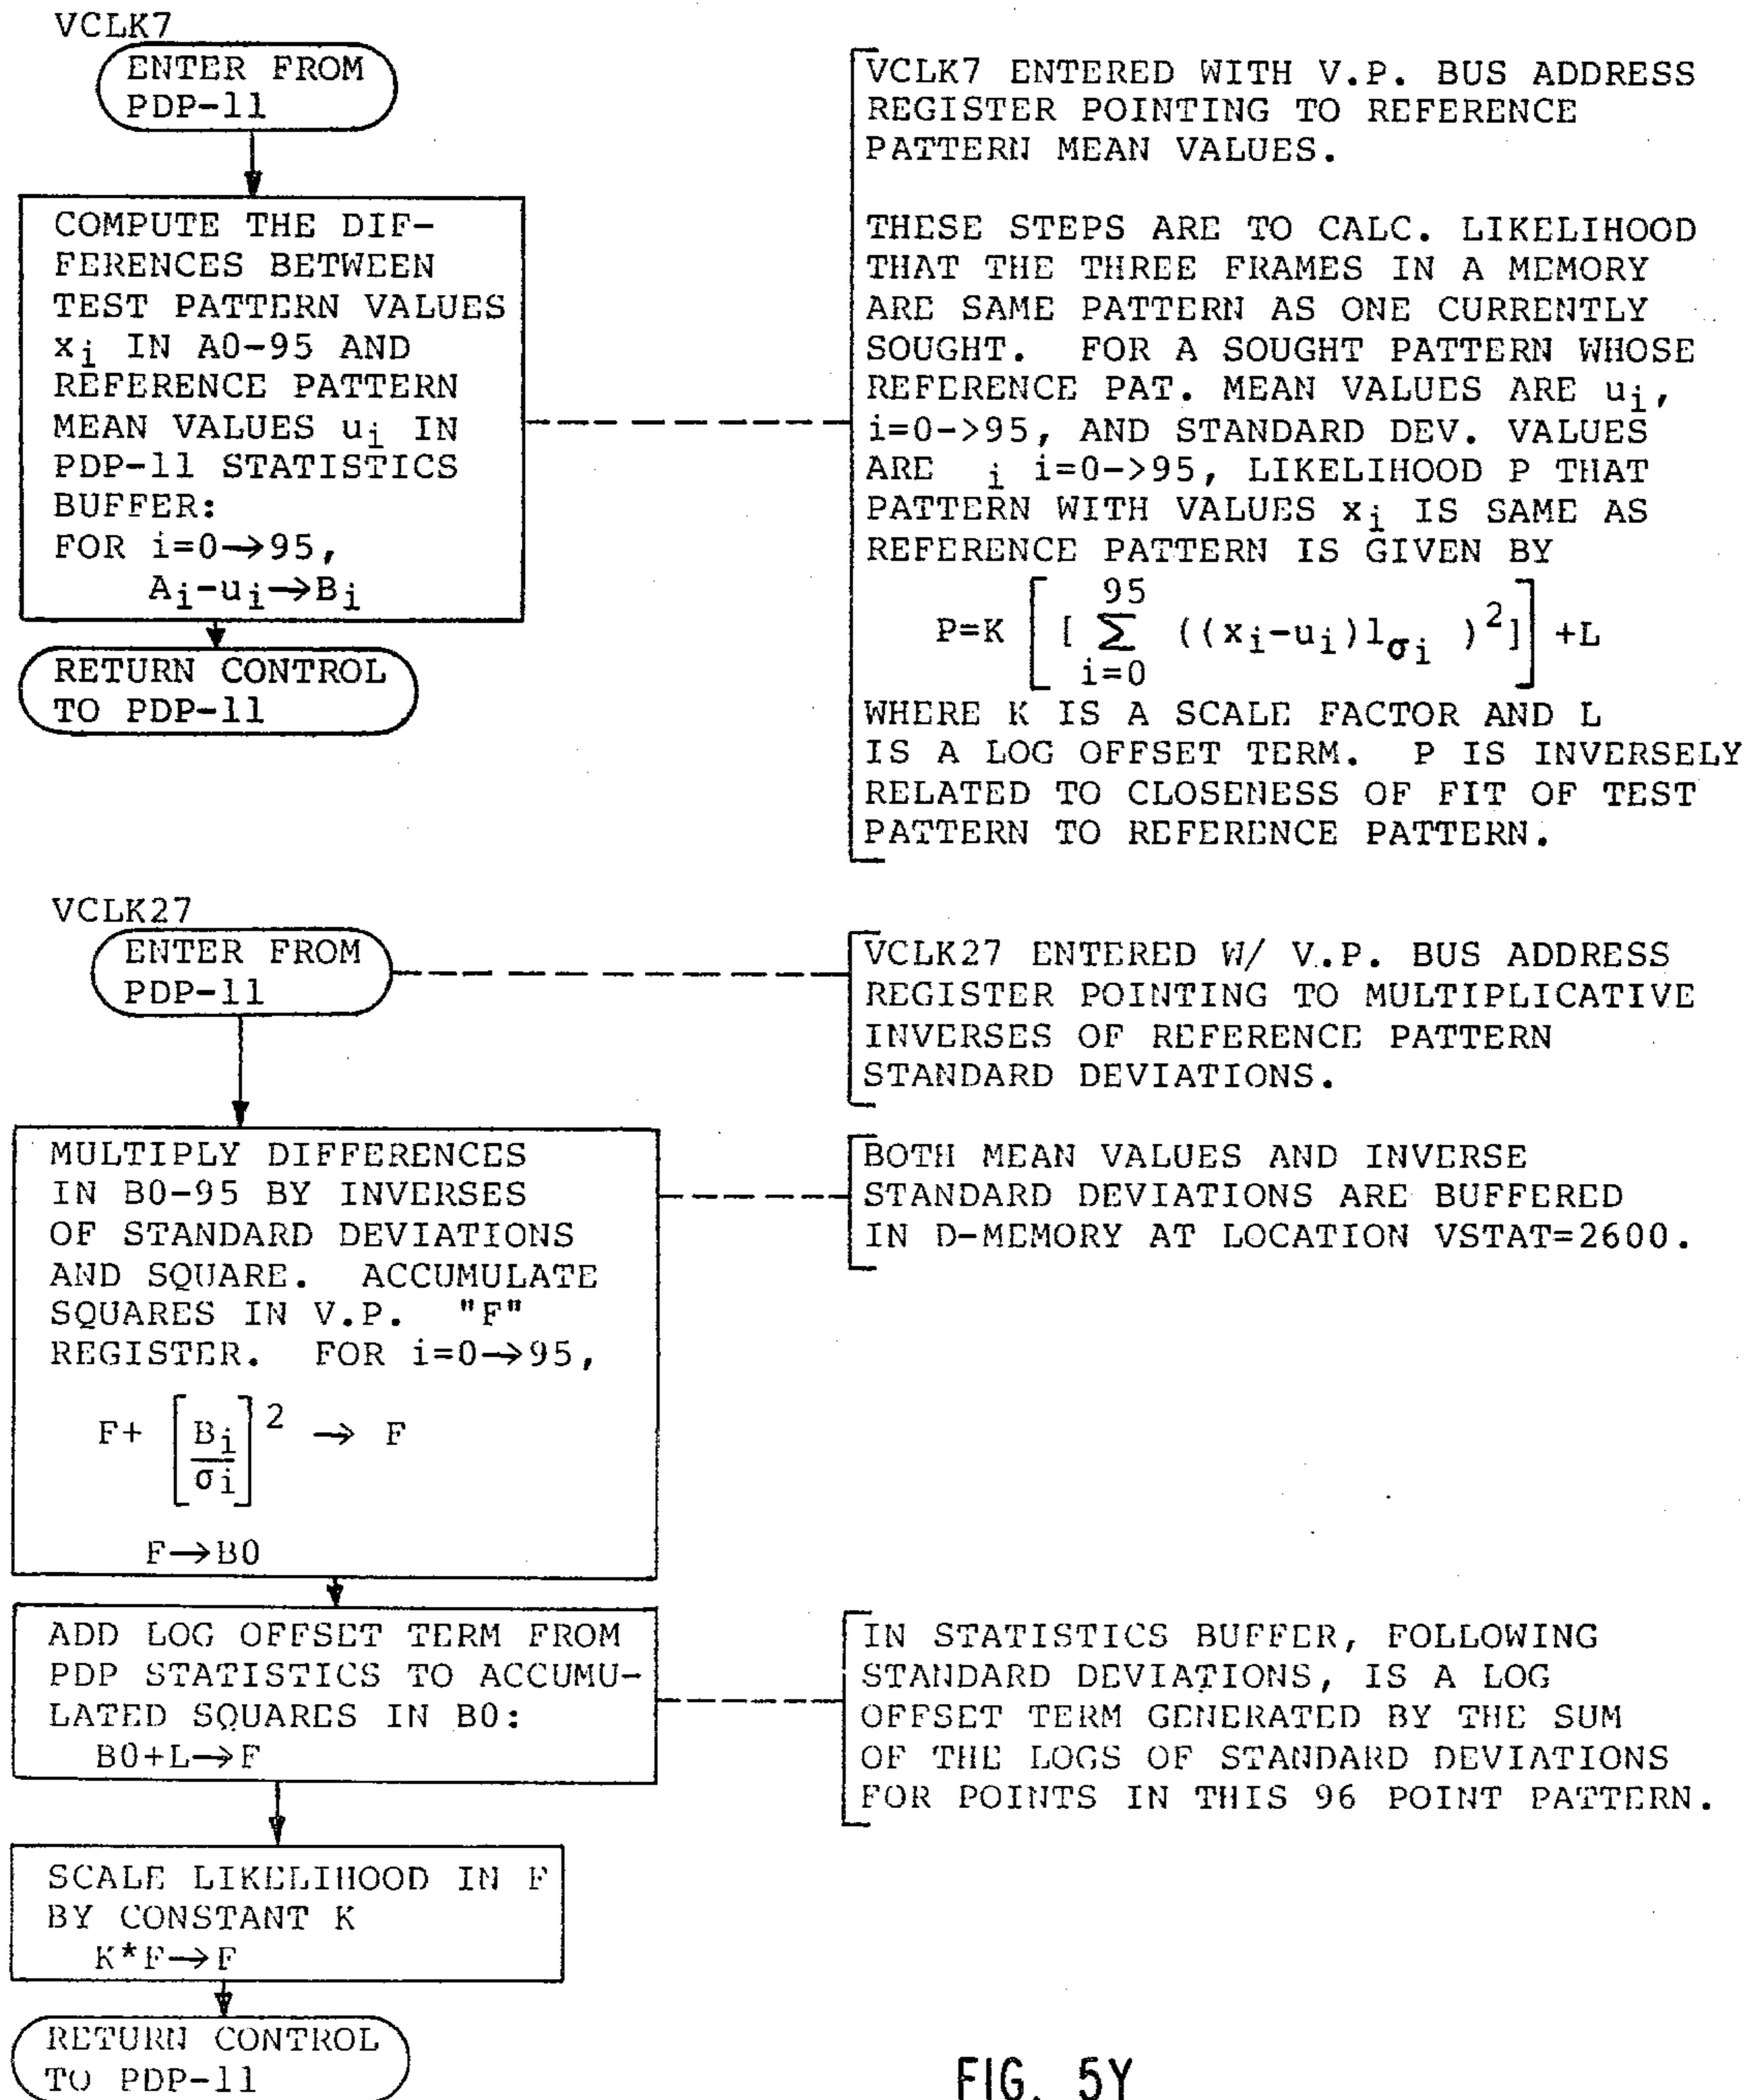 VCLK7
ENTER FROM
PDP-11
COMPUTE THE DIF-
FERENCES BETWEEN
TEST PATTERN VALUES
xi IN A0-95 AND
REFERENCE PATTERN
MEAN VALUES ui IN
PDP-11 STATISTICS
BUFFER:
FOR i=0→95,
Ai-ui→Bi
RETURN CONTROL
TO PDP-11
VCLK7 ENTERED WITH V.P. BUS ADDRESS
REGISTER POINTING TO REFERENCE
PATTERN MEAN VALUES.
THESE STEPS ARE TO CALC. LIKELIHOOD
THAT THE THREE FRAMES IN A MEMORY
ARE SAME PATTERN AS ONE CURRENTLY
SOUGHT. FOR A SOUGHT PATTERN WHOSE
REFERENCE PAT. MEAN VALUES ARE ui,
i=0->95, AND STANDARD DEV. VALUES
ARE i i=0->95, LIKELIHOOD P THAT
PATTERN WITH VALUES xi IS SAME AS
REFERENCE PATTERN IS GIVEN BY
P=K [ [ 95 Σ i=0 ((xi-ui)1σi )2] ] +L
WHERE K IS A SCALE FACTOR AND L
IS A LOG OFFSET TERM. P IS INVERSELY
RELATED TO CLOSENESS OF FIT OF TEST
PATTERN TO REFERENCE PATTERN.
VCLK27
ENTER FROM
PDP-11
VCLK27 ENTERED W/ V.P. BUS ADDRESS
REGISTER POINTING TO MULTIPLICATIVE
INVERSES OF REFERENCE PATTERN
STANDARD DEVIATIONS.
MULTIPLY DIFFERENCES
IN B0-95 BY INVERSES
OF STANDARD DEVIATIONS
AND SQUARE. ACCUMULATE
SQUARES IN V.P. "F"
REGISTER. FOR i=0→95,
F+ [Bi/σi]2 → F
F→B0
BOTH MEAN VALUES AND INVERSE
STANDARD DEVIATIONS ARE BUFFERED
IN D-MEMORY AT LOCATION VSTAT=2600.
ADD LOG OFFSET TERM FROM
PDP STATISTICS TO ACCUMU-
LATED SQUARES IN B0:
B0+L→F
IN STATISTICS BUFFER, FOLLOWING
STANDARD DEVIATIONS, IS A LOG
OFFSET TERM GENERATED BY THE SUM
OF THE LOGS OF STANDARD DEVIATIONS
FOR POINTS IN THIS 96 POINT PATTERN.
SCALE LIKELIHOOD IN F
BY CONSTANT K
K*F→F
RETURN CONTROL
TO PDP-11
FIG. 5Y